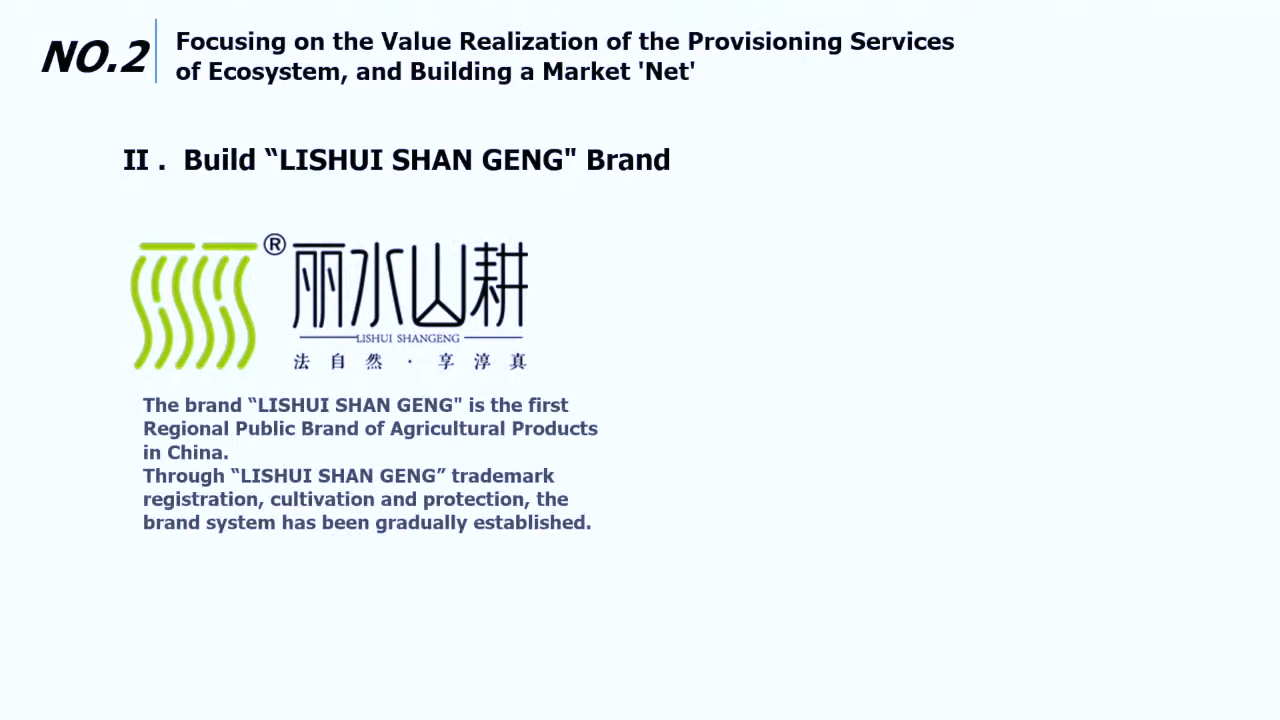 NO.2
Focusing on the Value Realization of the Provisioning Services
of Ecosystem, and Building a Market 'Net'
II . Build “LISHUI SHAN GENG" Brand
®
丽水山耕
LISHUI SHANGENG
法自然·享淳真
The brand “LISHUI SHAN GENG" is the first
Regional Public Brand of Agricultural Products
in China.
Through “LISHUI SHAN GENG” trademark
registration, cultivation and protection, the
brand system has been gradually established.